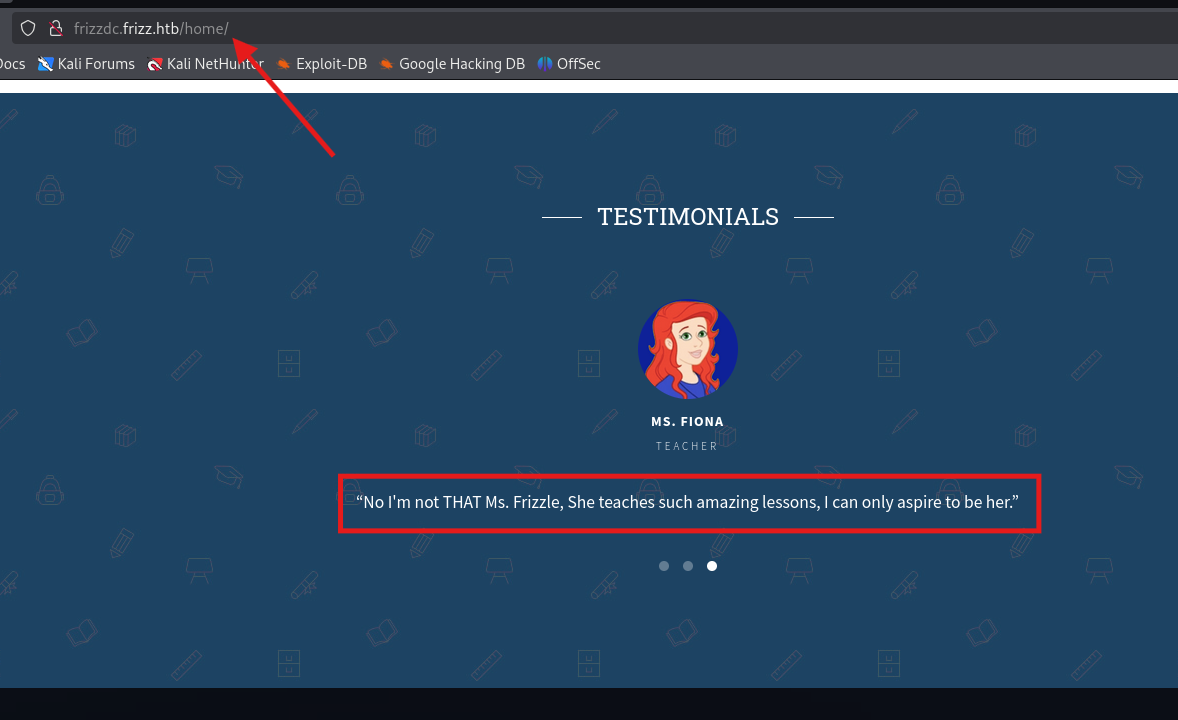 frizzdc.frizz.htb/home/
Docs Kali Forums Kali NetHunter Exploit-DB Google Hacking DB OffSec
TESTIMONIALS
MS. FIONA
TEACHER
“No I'm not THAT Ms. Frizzle, She teaches such amazing lessons, I can only aspire to be her.”